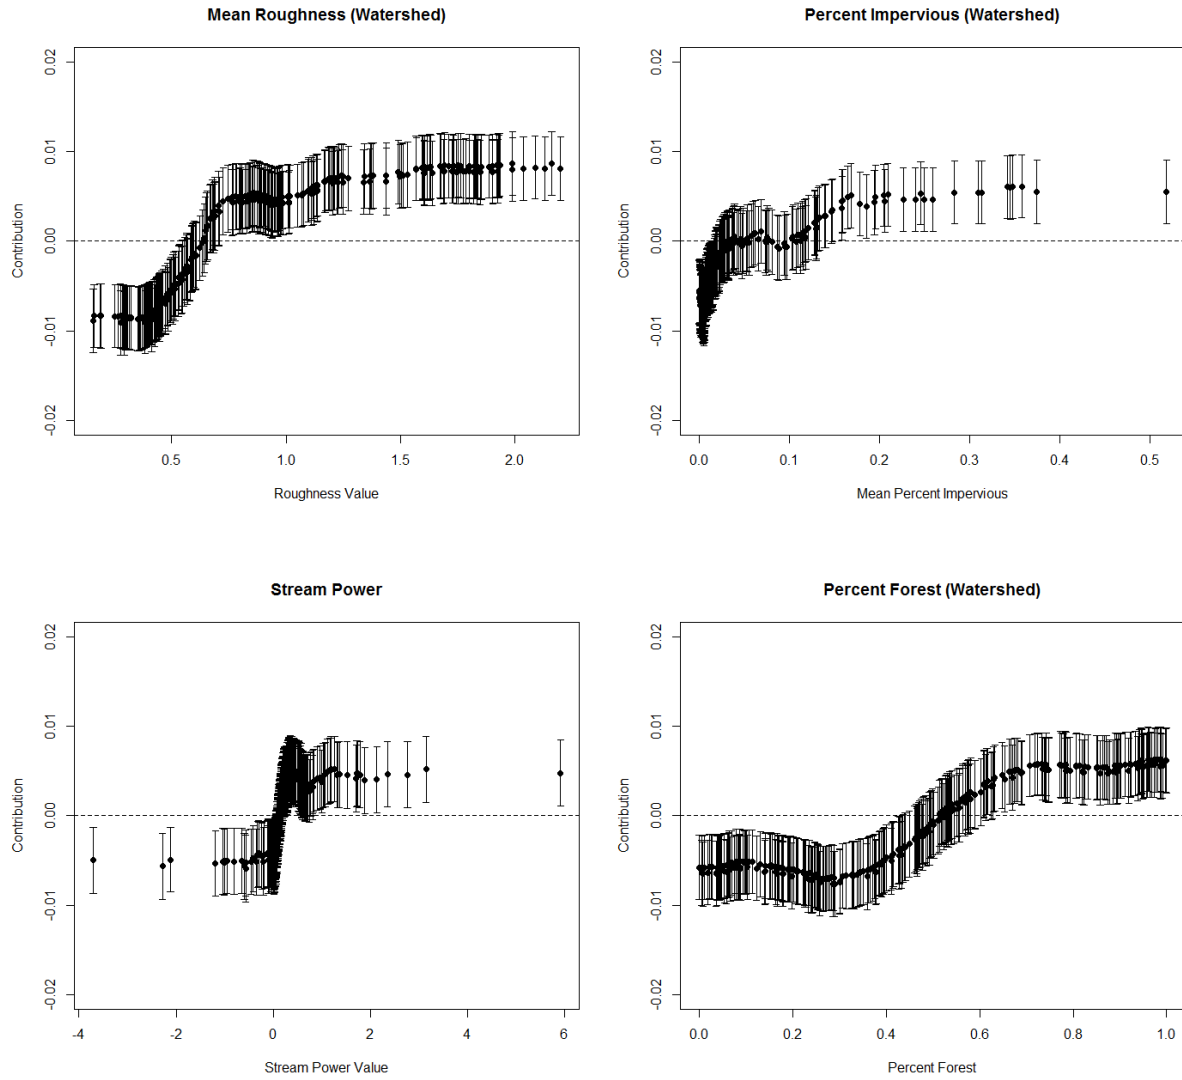 Mean Roughness (Watershed)
Contribution
0.02
0.01
0.00
-0.01
-0.02
0.5 1.0 1.5 2.0
Roughness Value
Percent Impervious (Watershed)
Contribution
0.02
0.01
0.00
-0.01
-0.02
0.0 0.1 0.2 0.3 0.4 0.5
Mean Percent Impervious
Stream Power
Contribution
0.02
0.01
0.00
-0.01
-0.02
-4 -2 0 2 4 6
Stream Power Value
Percent Forest (Watershed)
Contribution
0.02
0.01
0.00
-0.01
-0.02
0.0 0.2 0.4 0.6 0.8 1.0
Percent Forest